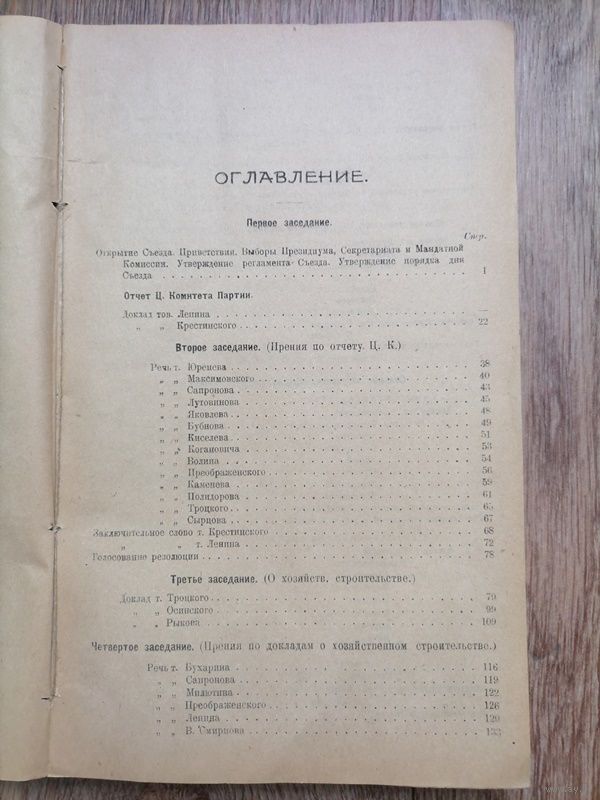 ОГЛАВЛЕНИЕ.
Первое заседание.
Стр.
Открытие Съезда. Приветствия. Выборы Президиума, Секретариата и Мандатной
Комиссии. Утверждение регламента Съезда. Утверждение порядка дня
Съезда . . . 1
Отчет Ц. Комитета Партии.
Доклад тов. Ленина . . . —
„ „ Крестинского . . . 22
Второе заседание. (Прения по отчету. Ц. К.)
Речь т. Юренева . . . 38
„ „ Максимовского . . . 40
„ „ Сапронова . . . 43
„ „ Лутовинова . . . 45
„ „ Яковлева . . . 48
„ „ Бубнова . . . 49
„ „ Киселева . . . 51
„ „ Когановича . . . 53
„ „ Волина . . . 54
„ „ Преображенского . . . 56
„ „ Каменева . . . 59
„ „ Полидорова . . . 61
„ „ Троцкого . . . 65
„ „ Сырцова . . . 67
Заключительное слово т. Крестинского . . . 68
„ „ т. Ленина . . . 72
Голосование резолюции . . . 78
Третье заседание. (О хозяйств. строительстве.)
Доклад т. Троцкого . . . 79
„ „ Осинского . . . 99
„ „ Рыкова . . . 109
Четвертое заседание. (Прения по докладам о хозяйственном строительстве.)
Речь т. Бухарина . . . 116
„ „ Сапронова . . . 119
„ „ Милютина . . . 122
„ „ Преображенского . . . 126
„ „ Ленина . . . 129
„ „ В. Смирнова . . . 133